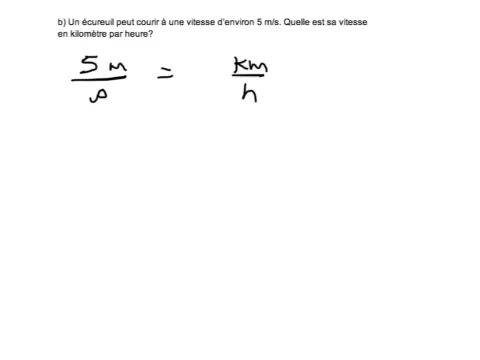 b) Un écureuil peut courir à une vitesse d'environ 5 m/s. Quelle est sa vitesse
en kilomètre par heure?
5 m = km
s h